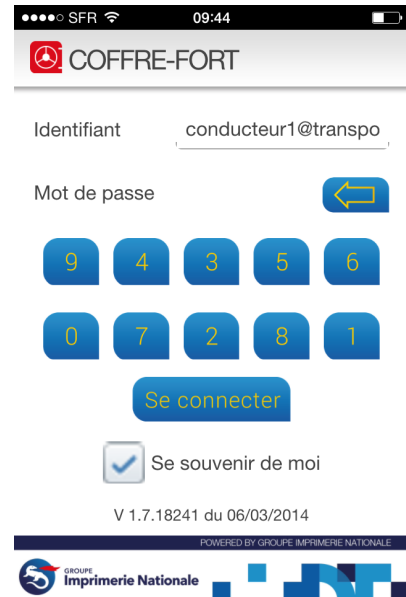 SFR 09:44
COFFRE-FORT
Identifiant conducteur1@transpo
Mot de passe
9 4 3 5 6
0 7 2 8 1
Se connecter
Se souvenir de moi
V 1.7.18241 du 06/03/2014
POWERED BY GROUPE IMPRIMERIE NATIONALE
GROUPE
Imprimerie Nationale